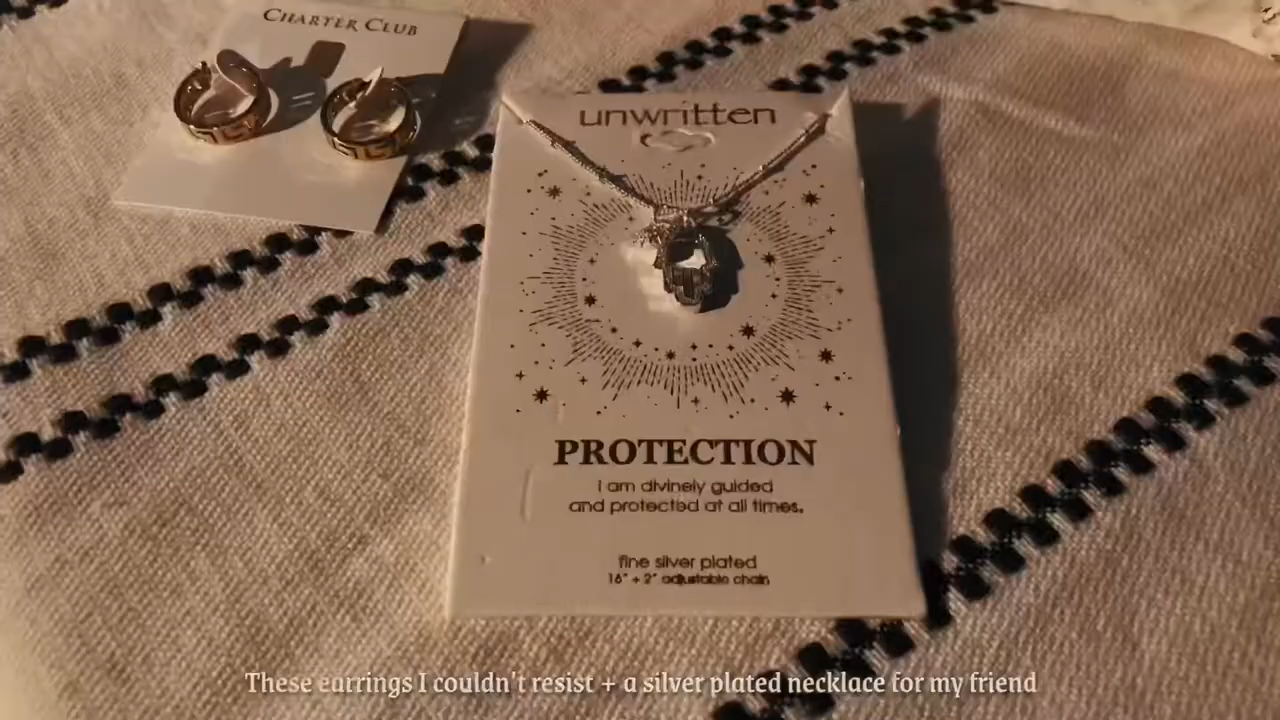 CHARTER CLUB
unwritten
PROTECTION
I am divinely guided
and protected at all times.
fine silver plated
16" + 2" adjustable chain
These earrings I couldn't resist + a silver plated necklace for my friend